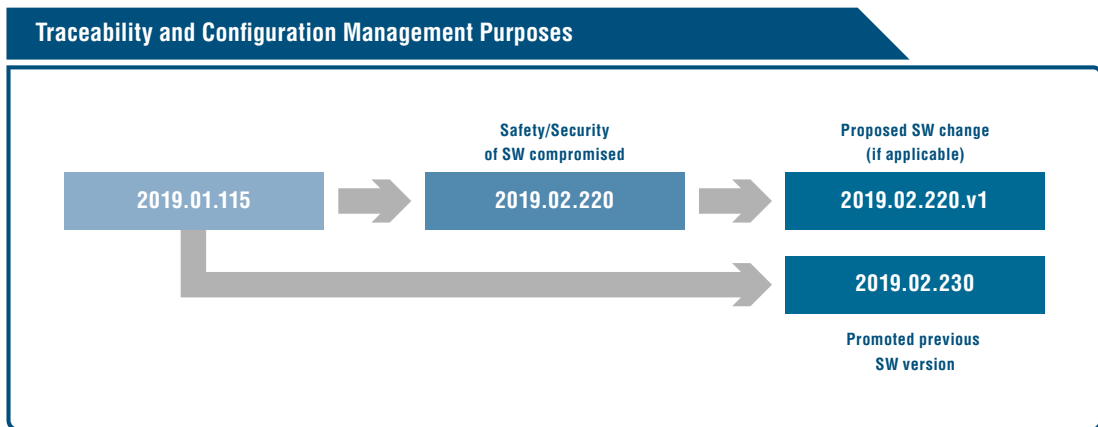 Traceability and Configuration Management Purposes
Safety/Security
of SW compromised
Proposed SW change
(if applicable)
2019.01.115
2019.02.220
2019.02.220.v1
2019.02.230
Promoted previous
SW version